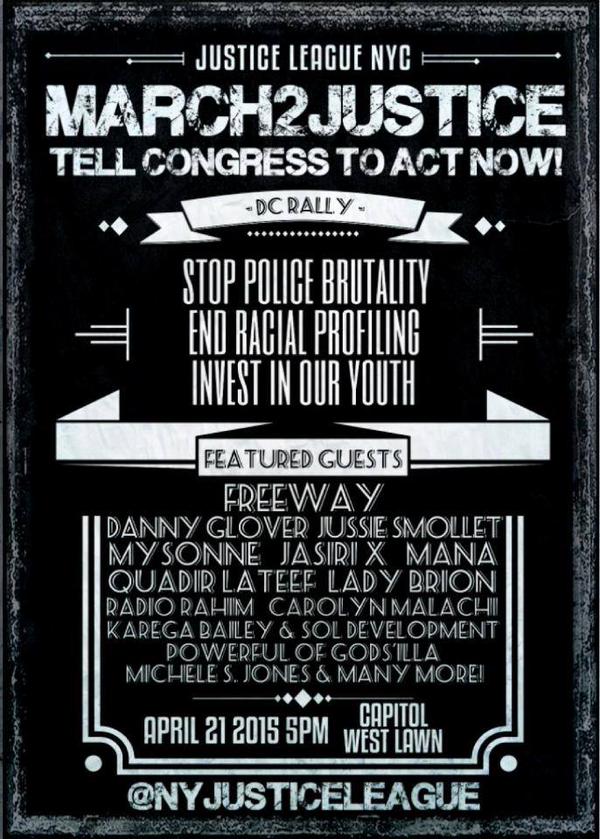 JUSTICE LEAGUE NYC
MARCH2JUSTICE
TELL CONGRESS TO ACT NOW!
- DC RALLY -
STOP POLICE BRUTALITY
END RACIAL PROFILING
INVEST IN OUR YOUTH
FEATURED GUESTS
FREEWAY
DANNY GLOVER JUSSIE SMOLLET
MYSONNE JASIRI X MANA
QUADIR LATEEF LADY BRION
RADIO RAHIIM CAROLYN MALACHI
KAREGA BAILEY & SOL DEVELOPMENT
POWERFUL OF GODS'ILLA
MICHELE S. JONES & MANY MORE!
APRIL 21 2015 5PM CAPITOL WEST LAWN
@NYJUSTICELEAGUE